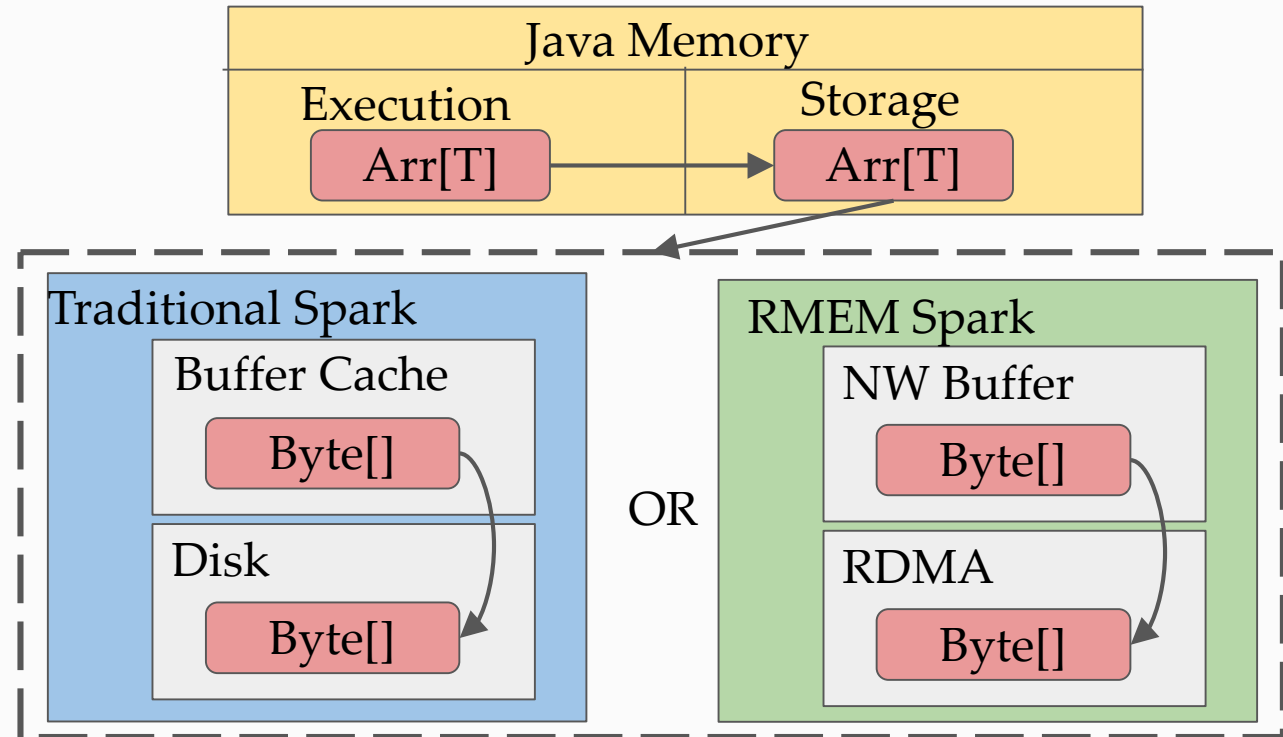 Java Memory
Execution
Storage
Arr[T]
Arr[T]
Traditional Spark
Buffer Cache
Byte[]
Disk
Byte[]
OR
RMEM Spark
NW Buffer
Byte[]
RDMA
Byte[]